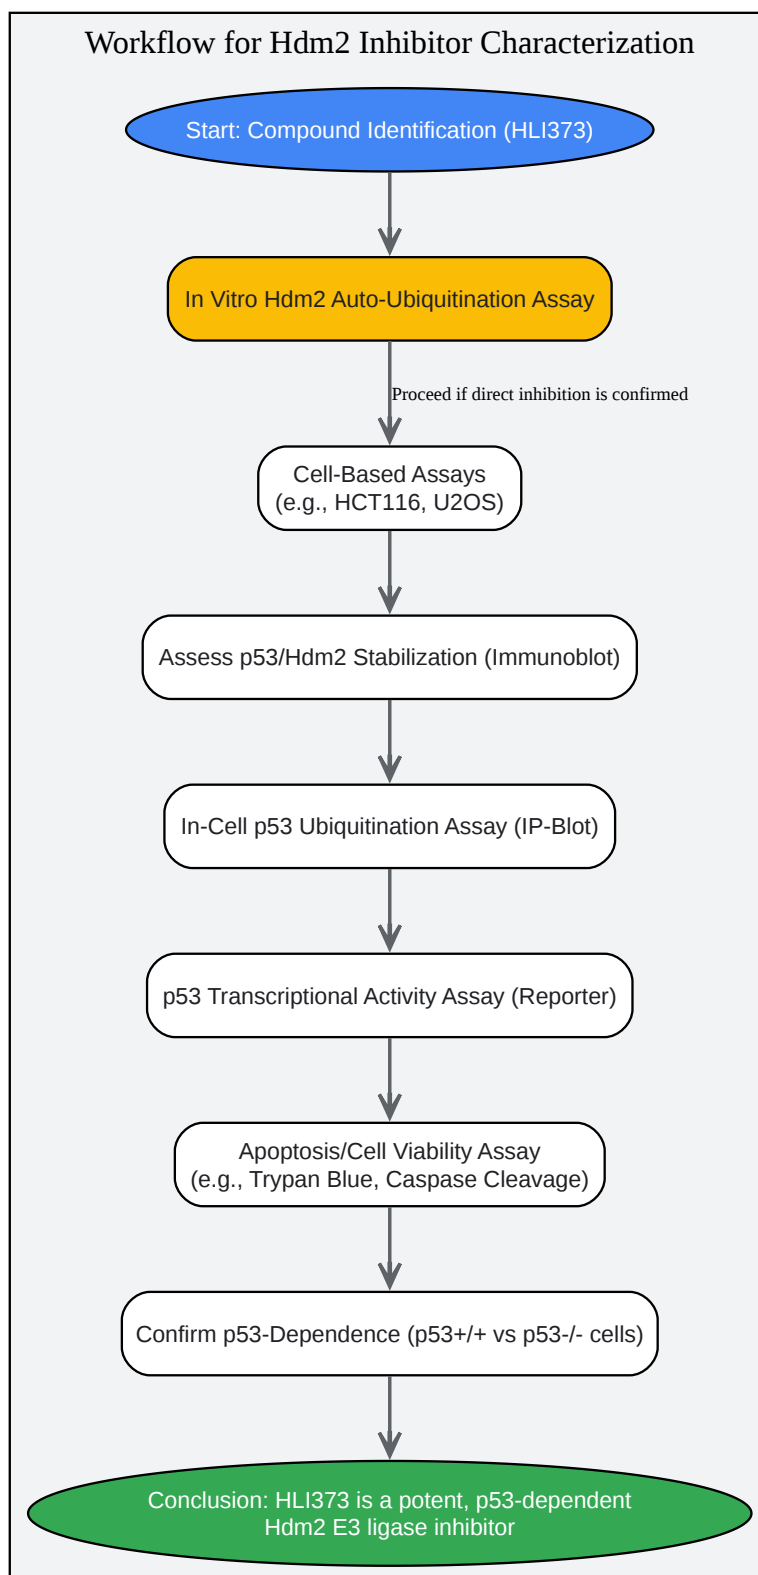 Workflow for Hdm2 Inhibitor Characterization
Start: Compound Identification (HLI373)
In Vitro Hdm2 Auto-Ubiquitination Assay
Proceed if direct inhibition is confirmed
Cell-Based Assays
(e.g., HCT116, U2OS)
Assess p53/Hdm2 Stabilization (Immunoblot)
In-Cell p53 Ubiquitination Assay (IP-Blot)
p53 Transcriptional Activity Assay (Reporter)
Apoptosis/Cell Viability Assay
(e.g., Trypan Blue, Caspase Cleavage)
Confirm p53-Dependence (p53+/+ vs p53-/- cells)
Conclusion: HLI373 is a potent, p53-dependent
Hdm2 E3 ligase inhibitor